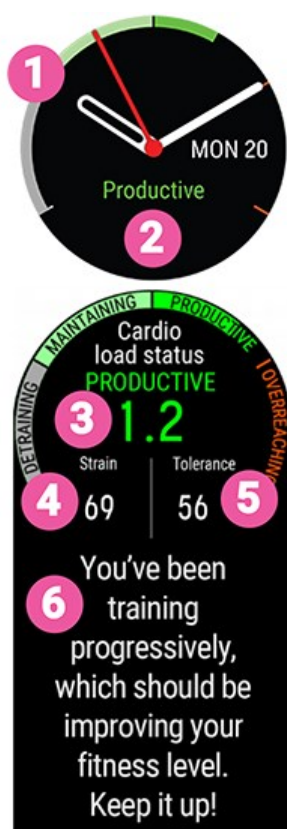 1
MON 20
Productive
2
DETRAINING
MAINTAINING
PRODUCTIVE
OVERREACHING
Cardio
load status
PRODUCTIVE
3 1.2
Strain Tolerance
4 69 56 5
You've been
6 training
progressively,
which should be
improving your
fitness level.
Keep it up!